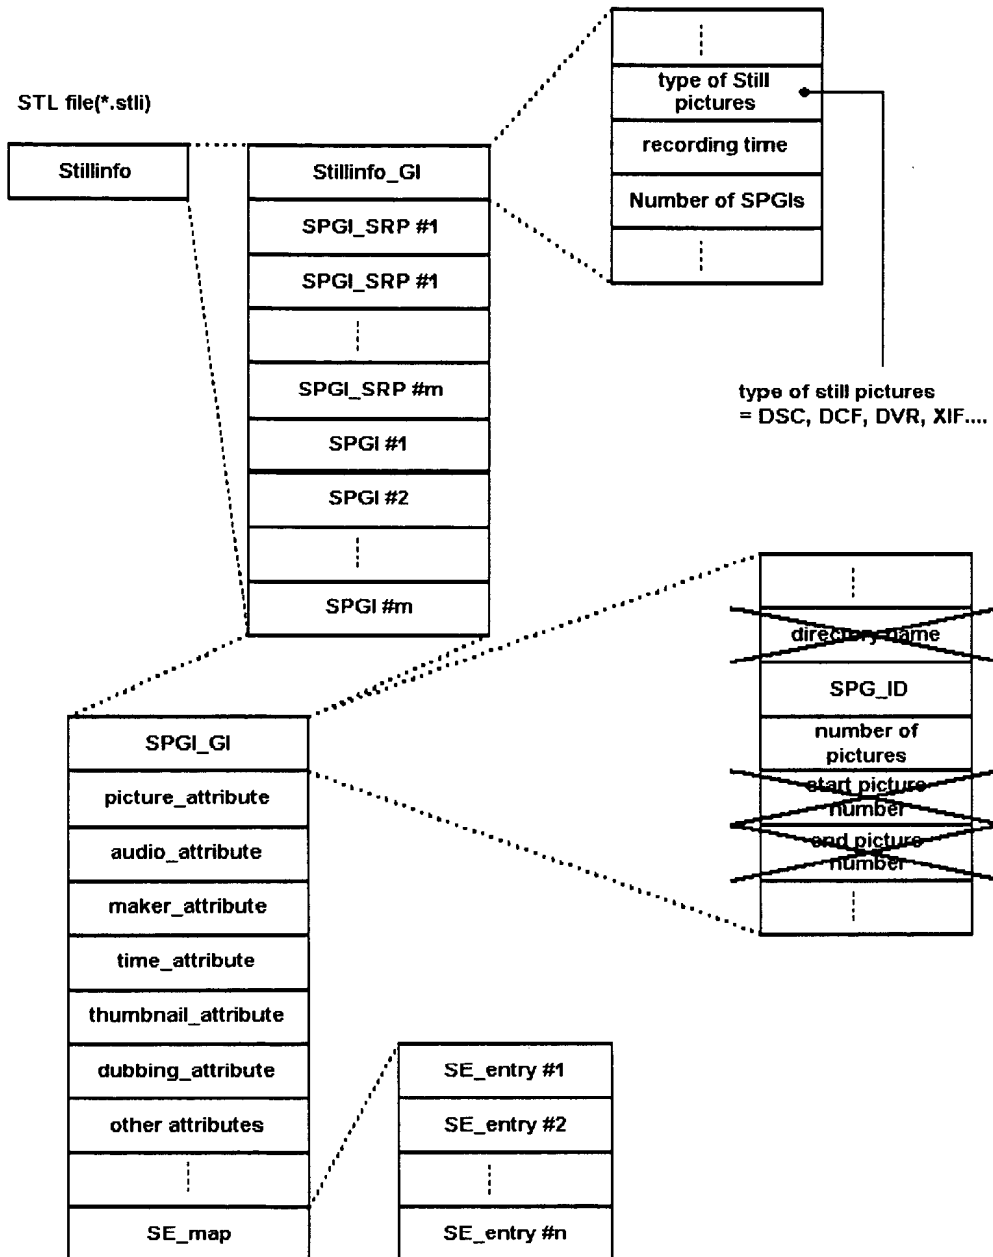 STL file(*.stli)
Stillinfo
Stillinfo_GI
SPGI_SRP #1
SPGI_SRP #1
SPGI_SRP #m
SPGI #1
SPGI #2
SPGI #m
type of Still
pictures
recording time
Number of SPGIs
type of still pictures
= DSC, DCF, DVR, XIF....
directory name
SPG_ID
number of
pictures
start picture
number
end picture
number
SPGI_GI
picture_attribute
audio_attribute
maker_attribute
time_attribute
thumbnail_attribute
dubbing_attribute
other attributes
SE_map
SE_entry #1
SE_entry #2
SE_entry #n